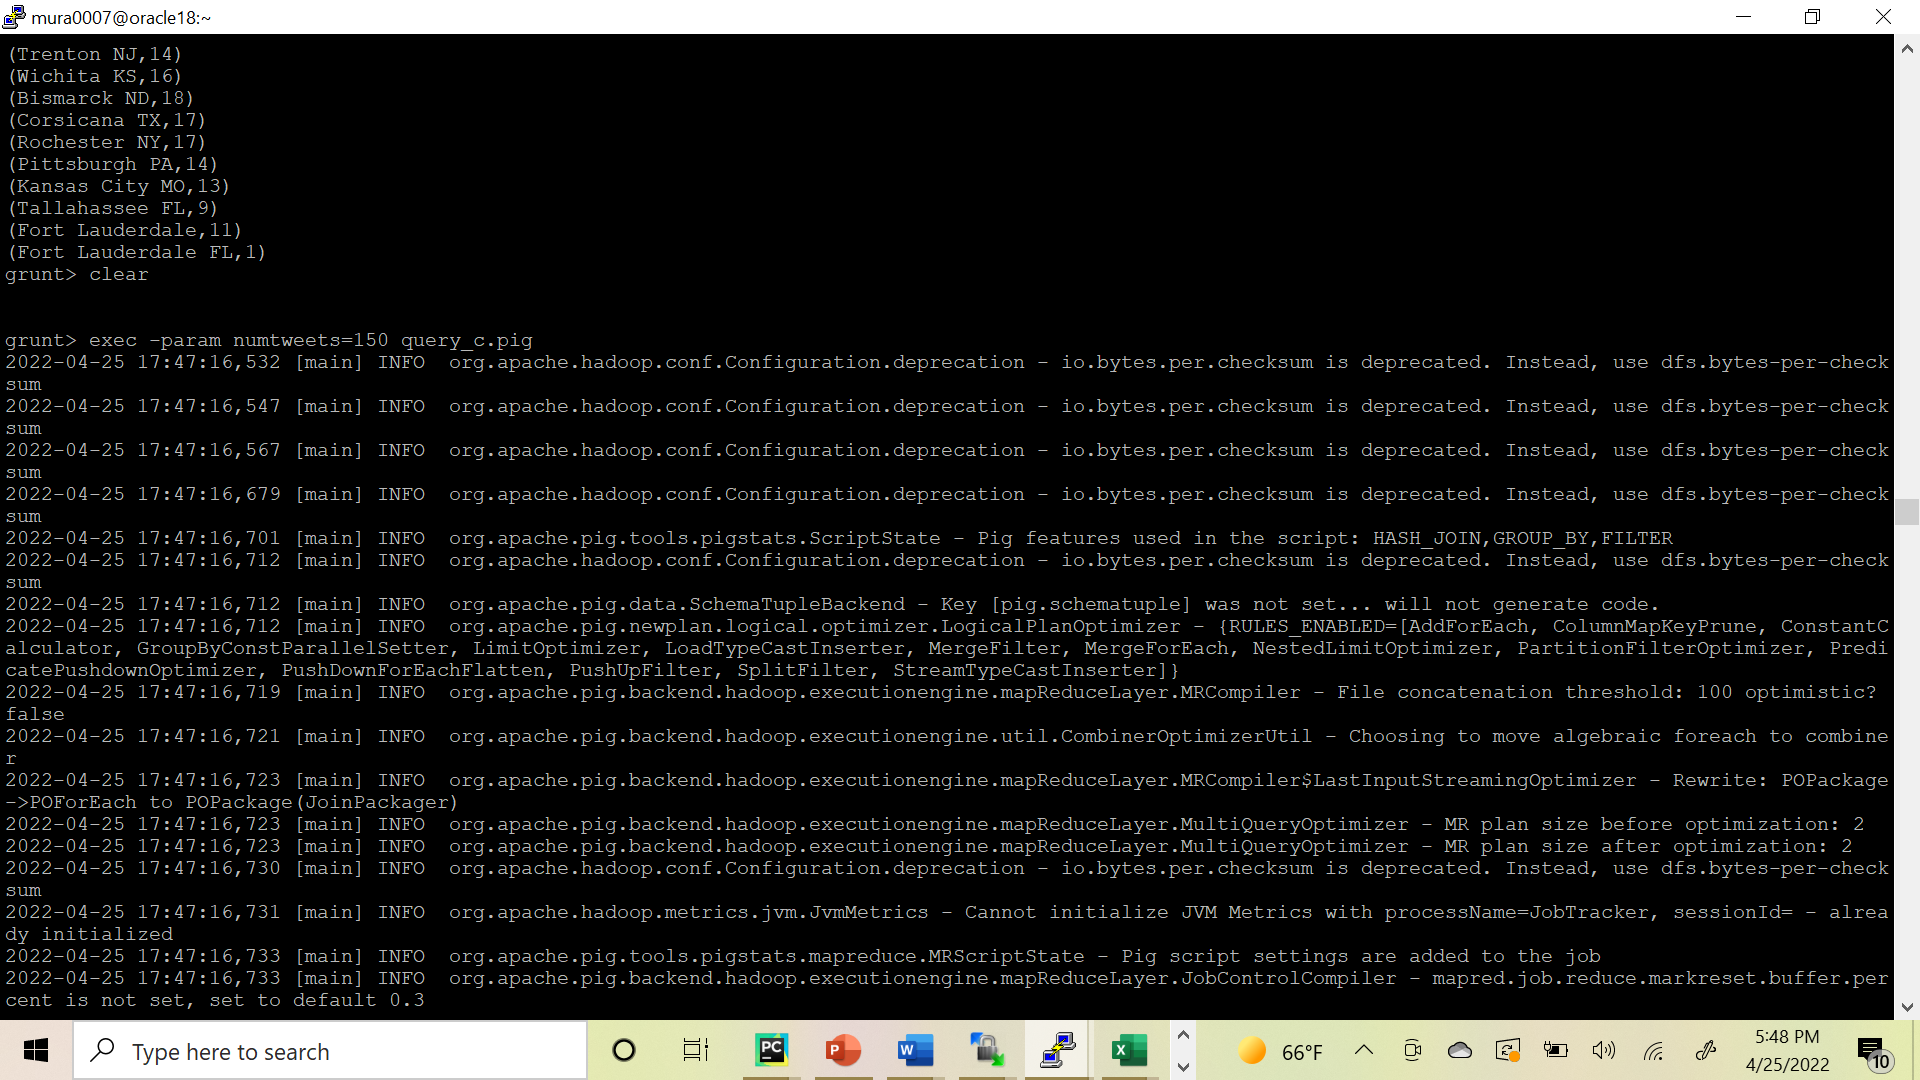 mura0007@oracle18:~
(Trenton NJ,14)
(Wichita KS,16)
(Bismarck ND,18)
(Corsicana TX,17)
(Rochester NY,17)
(Pittsburgh PA,14)
(Kansas City MO,13)
(Tallahassee FL,9)
(Fort Lauderdale,11)
(Fort Lauderdale FL,1)
grunt> clear
grunt> exec -param numtweets=150 query_c.pig
2022-04-25 17:47:16,532 [main] INFO  org.apache.hadoop.conf.Configuration.deprecation - io.bytes.per.checksum is deprecated. Instead, use dfs.bytes-per-check
sum
2022-04-25 17:47:16,547 [main] INFO  org.apache.hadoop.conf.Configuration.deprecation - io.bytes.per.checksum is deprecated. Instead, use dfs.bytes-per-check
sum
2022-04-25 17:47:16,567 [main] INFO  org.apache.hadoop.conf.Configuration.deprecation - io.bytes.per.checksum is deprecated. Instead, use dfs.bytes-per-check
sum
2022-04-25 17:47:16,679 [main] INFO  org.apache.hadoop.conf.Configuration.deprecation - io.bytes.per.checksum is deprecated. Instead, use dfs.bytes-per-check
sum
2022-04-25 17:47:16,701 [main] INFO  org.apache.pig.tools.pigstats.ScriptState - Pig features used in the script: HASH_JOIN,GROUP_BY,FILTER
2022-04-25 17:47:16,712 [main] INFO  org.apache.hadoop.conf.Configuration.deprecation - io.bytes.per.checksum is deprecated. Instead, use dfs.bytes-per-check
sum
2022-04-25 17:47:16,712 [main] INFO  org.apache.pig.data.SchemaTupleBackend - Key [pig.schematuple] was not set... will not generate code.
2022-04-25 17:47:16,712 [main] INFO  org.apache.pig.newplan.logical.optimizer.LogicalPlanOptimizer - {RULES_ENABLED=[AddForEach, ColumnMapKeyPrune, ConstantC
alculator, GroupByConstParallelSetter, LimitOptimizer, LoadTypeCastInserter, MergeFilter, MergeForEach, NestedLimitOptimizer, PartitionFilterOptimizer, Predi
catePushdownOptimizer, PushDownForEachFlatten, PushUpFilter, SplitFilter, StreamTypeCastInserter]}
2022-04-25 17:47:16,719 [main] INFO  org.apache.pig.backend.hadoop.executionengine.mapReduceLayer.MRCompiler - File concatenation threshold: 100 optimistic?
false
2022-04-25 17:47:16,721 [main] INFO  org.apache.pig.backend.hadoop.executionengine.util.CombinerOptimizerUtil - Choosing to move algebraic foreach to combine
r
2022-04-25 17:47:16,723 [main] INFO  org.apache.pig.backend.hadoop.executionengine.mapReduceLayer.MRCompiler$LastInputStreamingOptimizer - Rewrite: POPackage
->POForEach to POPackage(JoinPackager)
2022-04-25 17:47:16,723 [main] INFO  org.apache.pig.backend.hadoop.executionengine.mapReduceLayer.MultiQueryOptimizer - MR plan size before optimization: 2
2022-04-25 17:47:16,723 [main] INFO  org.apache.pig.backend.hadoop.executionengine.mapReduceLayer.MultiQueryOptimizer - MR plan size after optimization: 2
2022-04-25 17:47:16,730 [main] INFO  org.apache.hadoop.conf.Configuration.deprecation - io.bytes.per.checksum is deprecated. Instead, use dfs.bytes-per-check
sum
2022-04-25 17:47:16,731 [main] INFO  org.apache.hadoop.metrics.jvm.JvmMetrics - Cannot initialize JVM Metrics with processName=JobTracker, sessionId= - alrea
dy initialized
2022-04-25 17:47:16,733 [main] INFO  org.apache.pig.tools.pigstats.mapreduce.MRScriptState - Pig script settings are added to the job
2022-04-25 17:47:16,733 [main] INFO  org.apache.pig.backend.hadoop.executionengine.mapReduceLayer.JobControlCompiler - mapred.job.reduce.markreset.buffer.per
cent is not set, set to default 0.3
Type here to search
PC
P
W
X
66°F
5:48 PM
4/25/2022
10